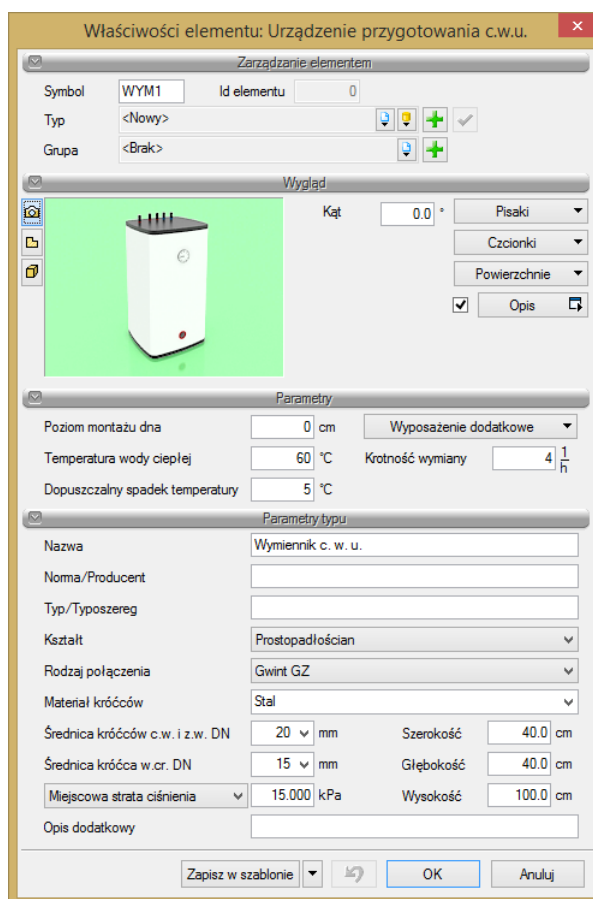 Właściwości elementu: Urządzenie przygotowania c.w.u.
Zarządzanie elementem
Symbol WYM1 Id elementu 0
Typ <Nowy>
Grupa <Brak>
Wygląd
Kąt 0.0 ° Pisaki
Czcionki
Powierzchnie
Opis
Parametry
Poziom montażu dna 0 cm Wyposażenie dodatkowe
Temperatura wody ciepłej 60 °C Krotność wymiany 4 1/h
Dopuszczalny spadek temperatury 5 °C
Parametry typu
Nazwa Wymiennik c. w. u.
Norma/Producent
Typ/Typoszereg
Kształt Prostopadłościan
Rodzaj połączenia Gwint GZ
Materiał króćców Stal
Średnica króćców c.w. i z.w. DN 20 mm Szerokość 40.0 cm
Średnica króćca w.cr. DN 15 mm Głębokość 40.0 cm
Miejscowa strata ciśnienia 15.000 kPa Wysokość 100.0 cm
Opis dodatkowy
Zapisz w szablonie OK Anuluj